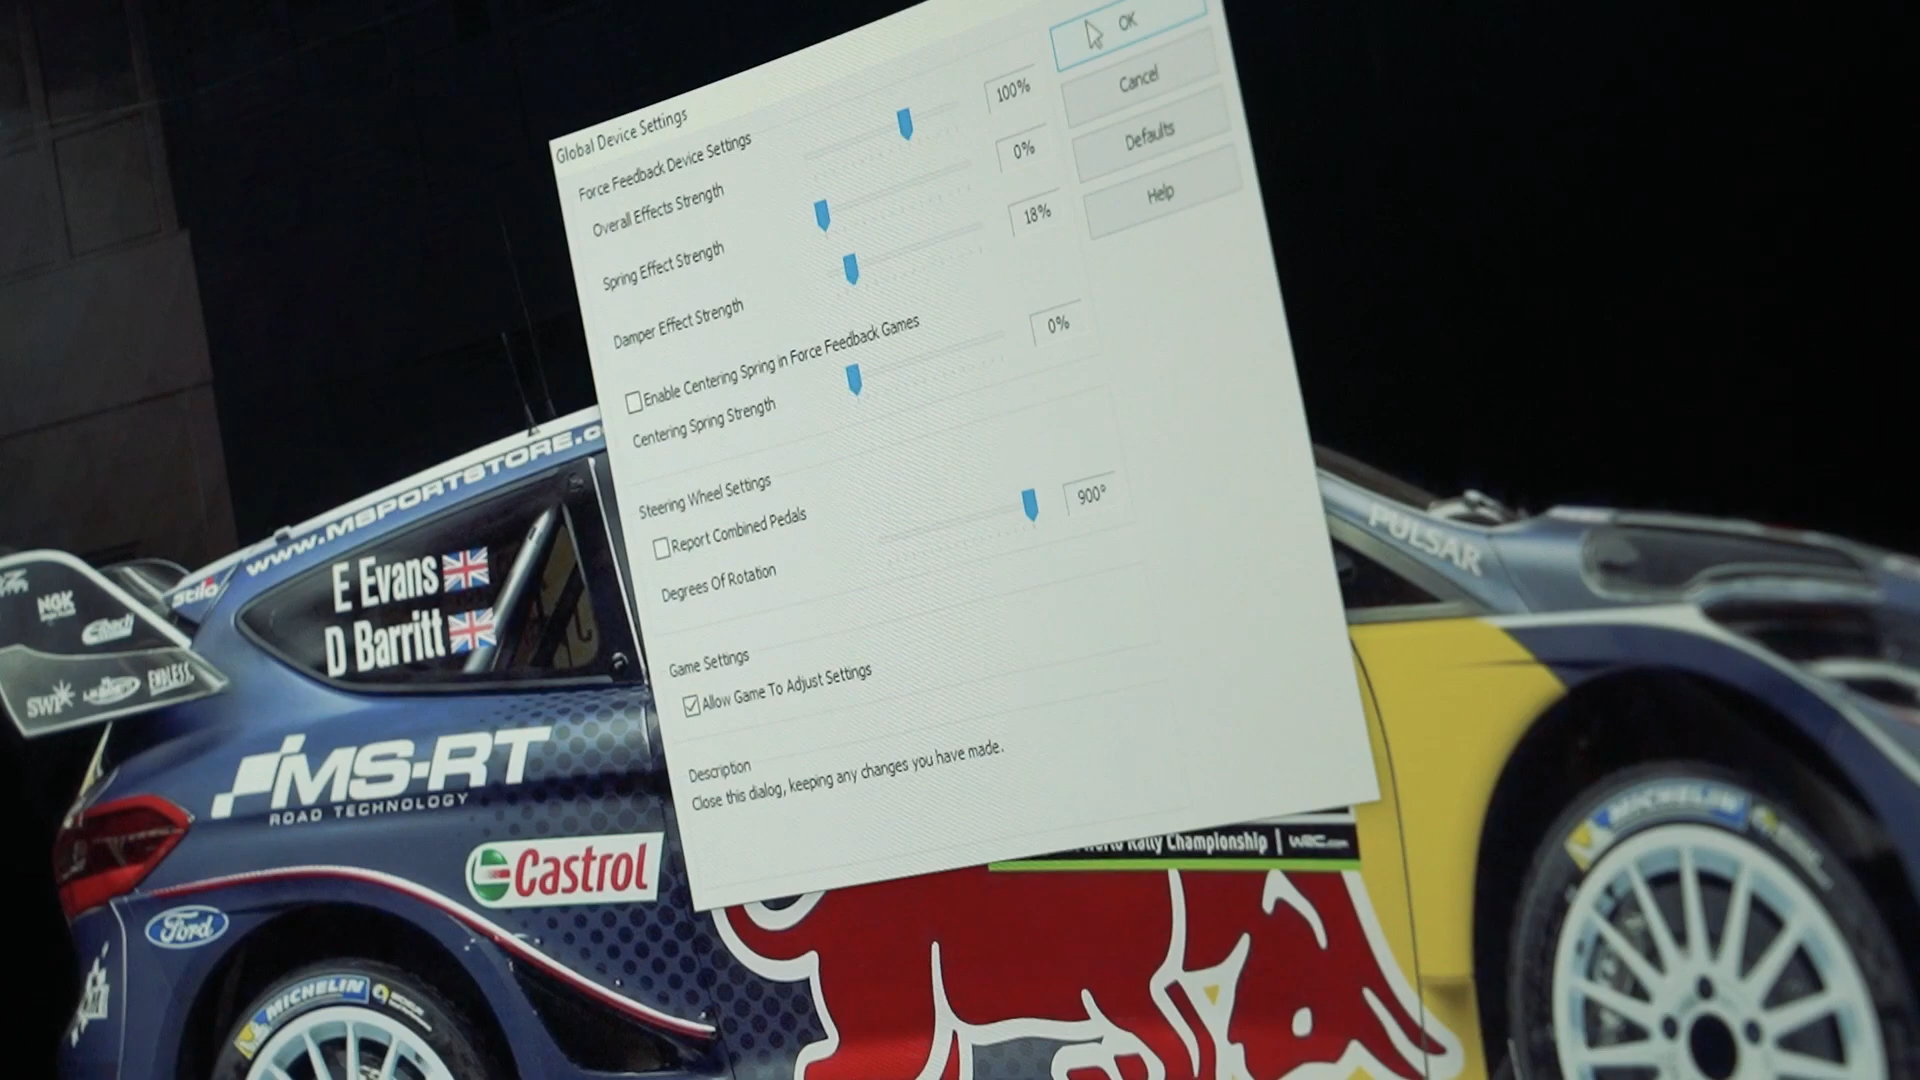 Global Device Settings
Force Feedback Device Settings
Overall Effects Strength
100%
Spring Effect Strength
0%
Damper Effect Strength
18%
Enable Centering Spring in Force Feedback Games
Centering Spring Strength
0%
Steering Wheel Settings
Report Combined Pedals
Degrees Of Rotation
900°
Game Settings
Allow Game To Adjust Settings
Description
Close this dialog, keeping any changes you have made.
OK
Cancel
Defaults
Help
WWW.MSPORTSTORE.C
stilo
E Evans
D Barritt
NGK
ENDLESS
MS-RT
ROAD TECHNOLOGY
Castrol
Ford
MICHELIN
PULSAR
Rally Championship
MICHELIN